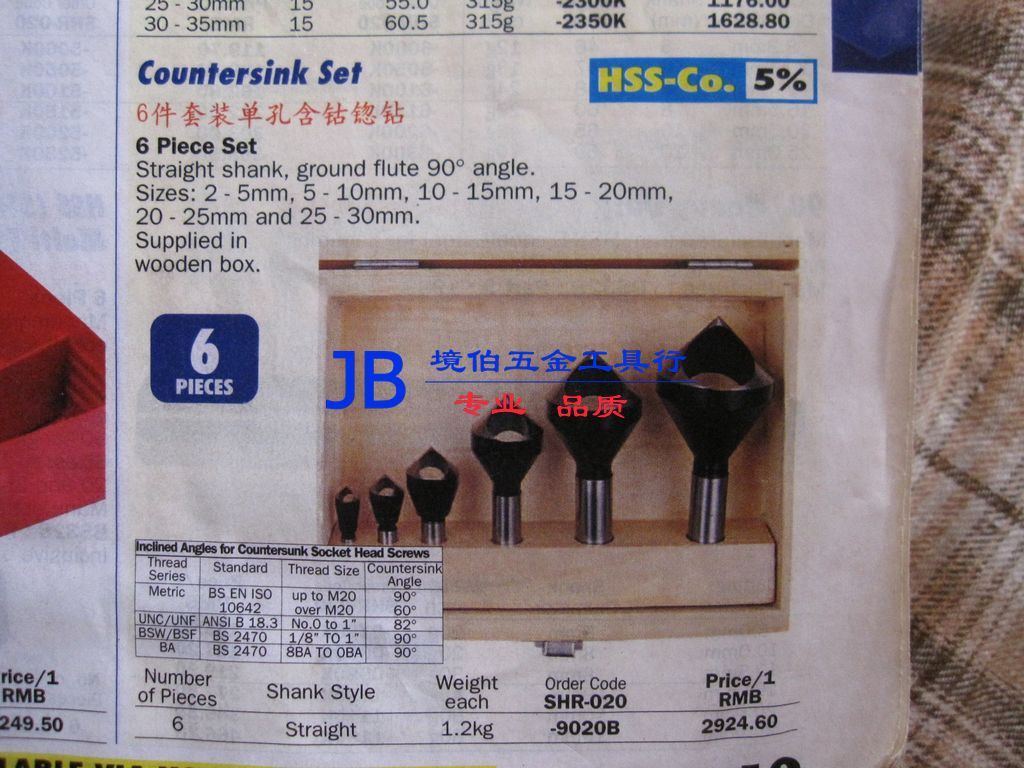 25 - 30mm 15 55.0 315g -2300K 1176.00
30 - 35mm 15 60.5 315g -2350K 1628.80
Countersink Set
HSS-Co. 5%
6件套装单孔含钴锪钻
6 Piece Set
Straight shank, ground flute 90° angle.
Sizes: 2 - 5mm, 5 - 10mm, 10 - 15mm, 15 - 20mm,
20 - 25mm and 25 - 30mm.
Supplied in
wooden box.
6
PIECES
JB 境伯五金工具行
专业 品质
Inclined Angles for Countersunk Socket Head Screws
Thread Series Standard Thread Size Countersink Angle
Metric BS EN ISO 10642 up to M20 90°
over M20 60°
UNC/UNF ANSI B 18.3 No.0 to 1" 82°
BSW/BSF BS 2470 1/8" TO 1" 90°
BA BS 2470 8BA TO 0BA 90°
Number of Pieces Shank Style Weight each Order Code SHR-020 Price/1 RMB
6 Straight 1.2kg -9020B 2924.60
rice/1
RMB
249.50